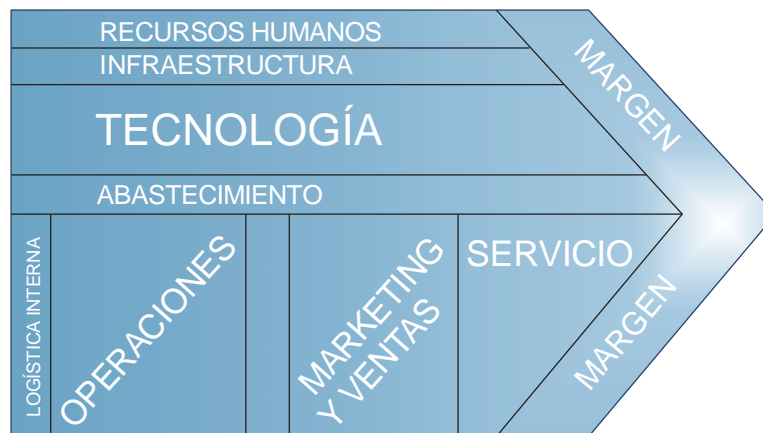 RECURSOS HUMANOS
INFRAESTRUCTURA
TECNOLOGÍA
ABASTECIMIENTO
MARGEN
LOGÍSTICA INTERNA
OPERACIONES
MARKETING
Y VENTAS
SERVICIO
MARGEN